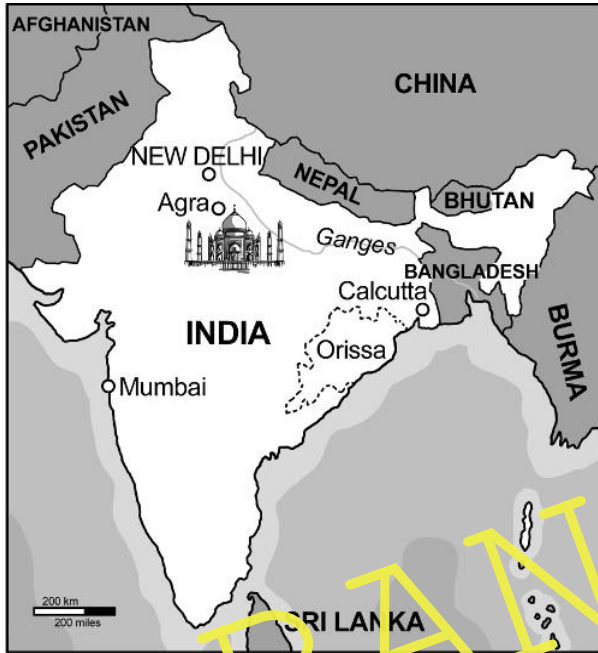 AFGHANISTAN
CHINA
PAKISTAN
NEW DELHI
NEPAL
BHUTAN
Agra
Ganges
BANGLADESH
Calcutta
INDIA
Orissa
BURMA
Mumbai
200 km
200 miles
SRI LANKA
PAN